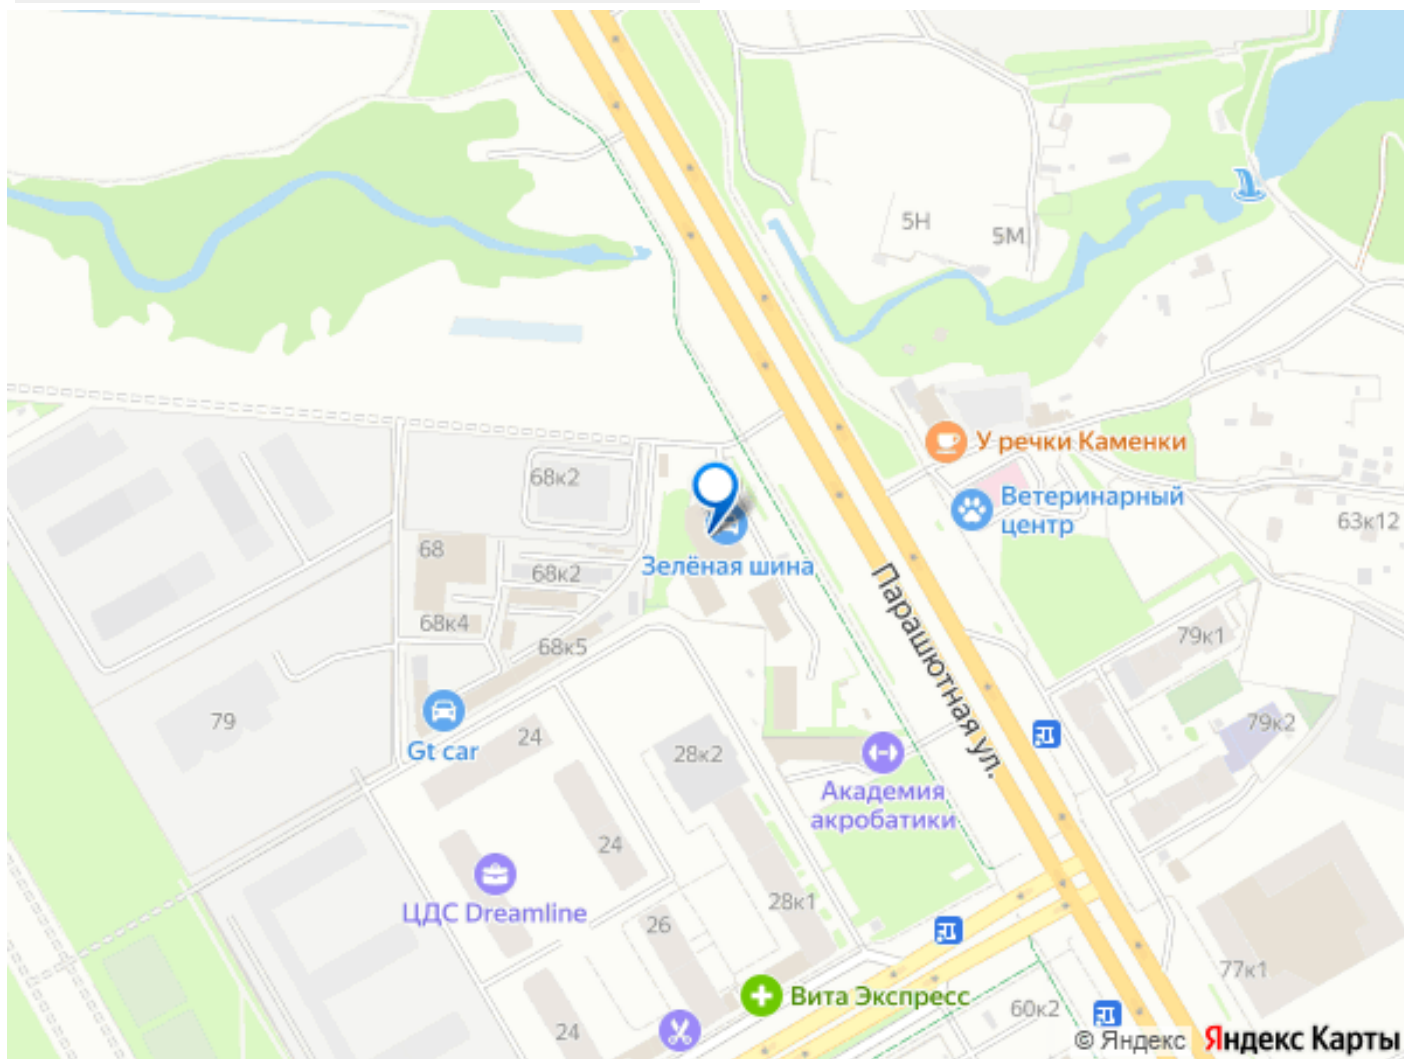 5Н
5М
У речки Каменки
68к2
Ветеринарный
центр
63к12
68
Зелёная шина
68к2
68к4
68к5
79к1
Парашютная ул.
79
24
79к2
Gt car
28к2
Академия
акробатики
24
ЦДС Dreamline
28к1
26
77к1
Вита Экспресс
60к2
24
© Яндекс Яндекс Карты